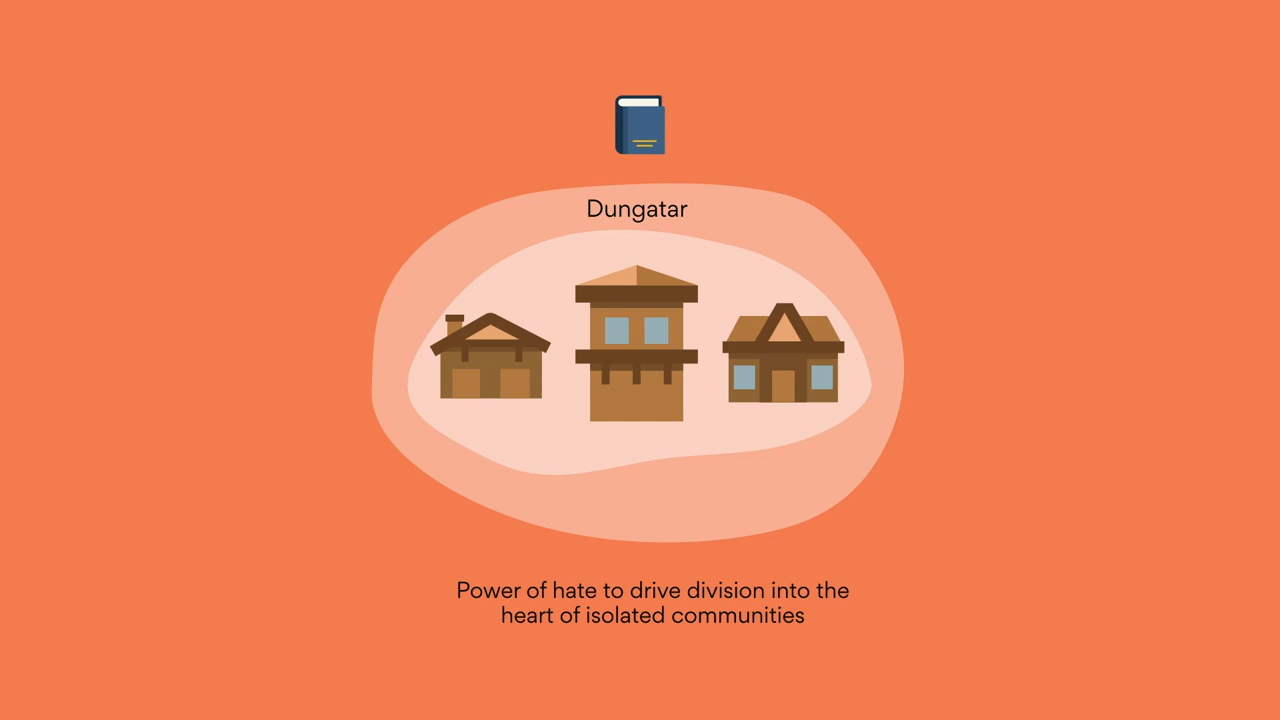 Dungatar
Power of hate to drive division into the
heart of isolated communities